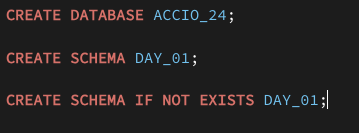 CREATE DATABASE ACCIO_24;
CREATE SCHEMA DAY_01;
CREATE SCHEMA IF NOT EXISTS DAY_01;